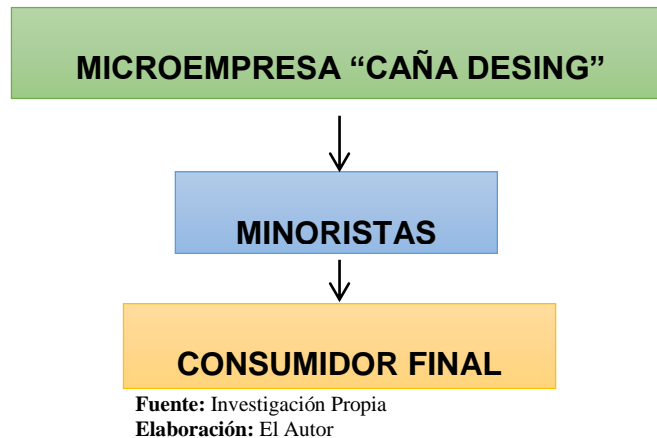 MICROEMPRESA “CAÑA DESING”
MINORISTAS
CONSUMIDOR FINAL
Fuente: Investigación Propia
Elaboración: El Autor